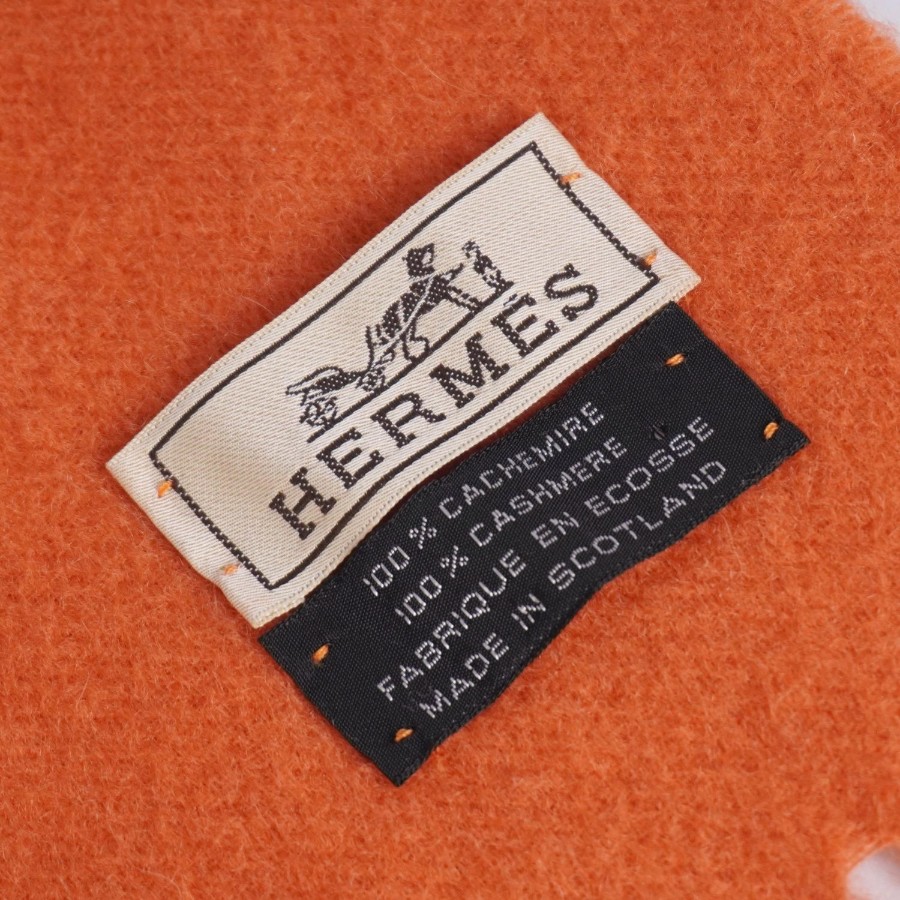 HERMÈS
100 % CACHEMIRE
100 % CASHMERE
FABRIQUE EN ECOSSE
MADE IN SCOTLAND